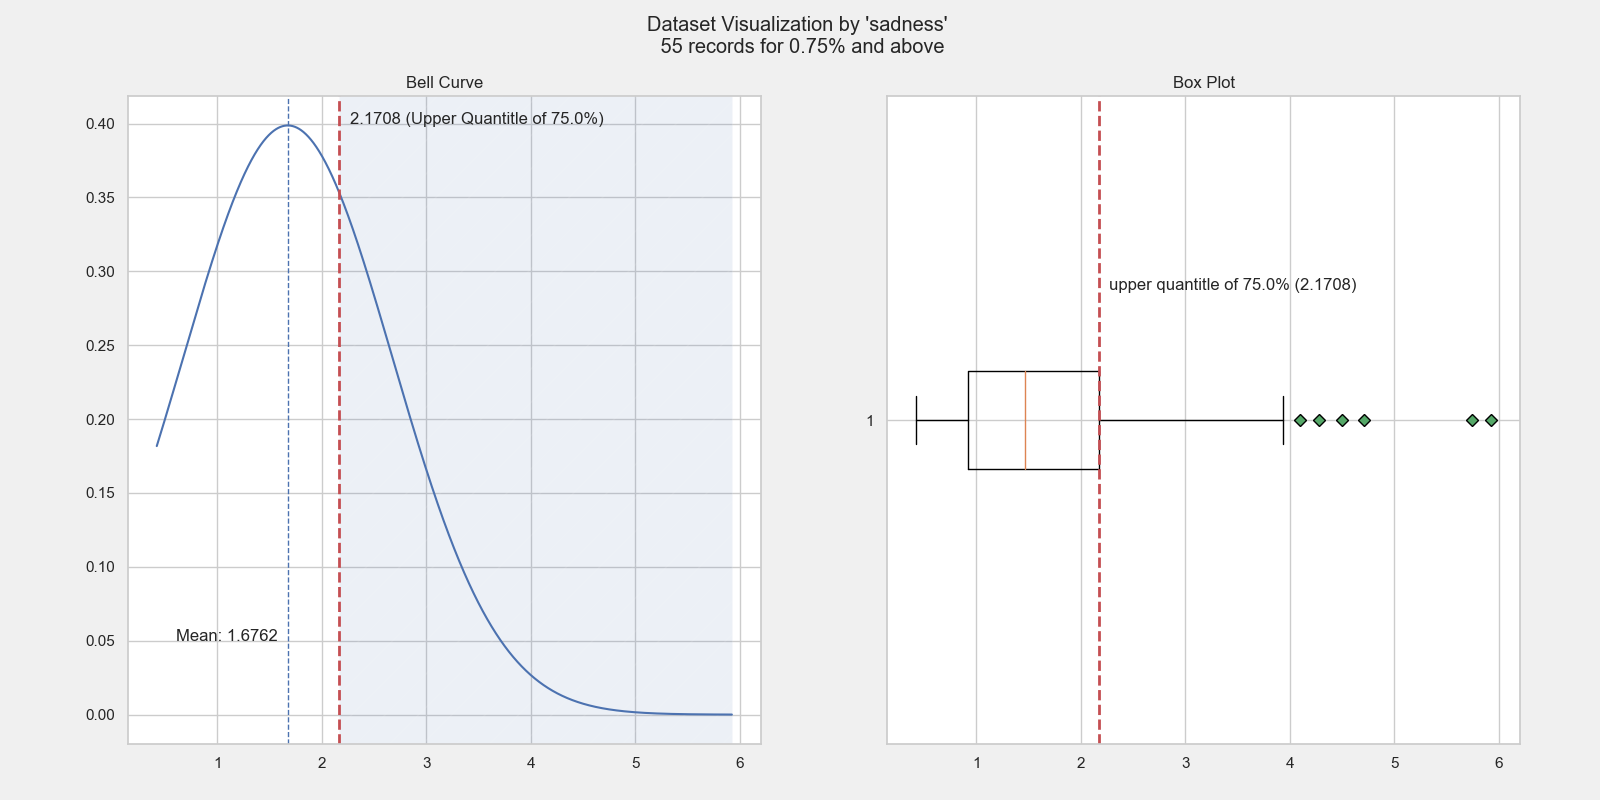 Dataset Visualization by 'sadness'
55 records for 0.75% and above
Bell Curve
0.40
0.35
0.30
0.25
0.20
0.15
0.10
0.05
0.00
2.1708 (Upper Quantitle of 75.0%)
Mean: 1.6762
1 2 3 4 5 6
Box Plot
upper quantitle of 75.0% (2.1708)
1
1 2 3 4 5 6